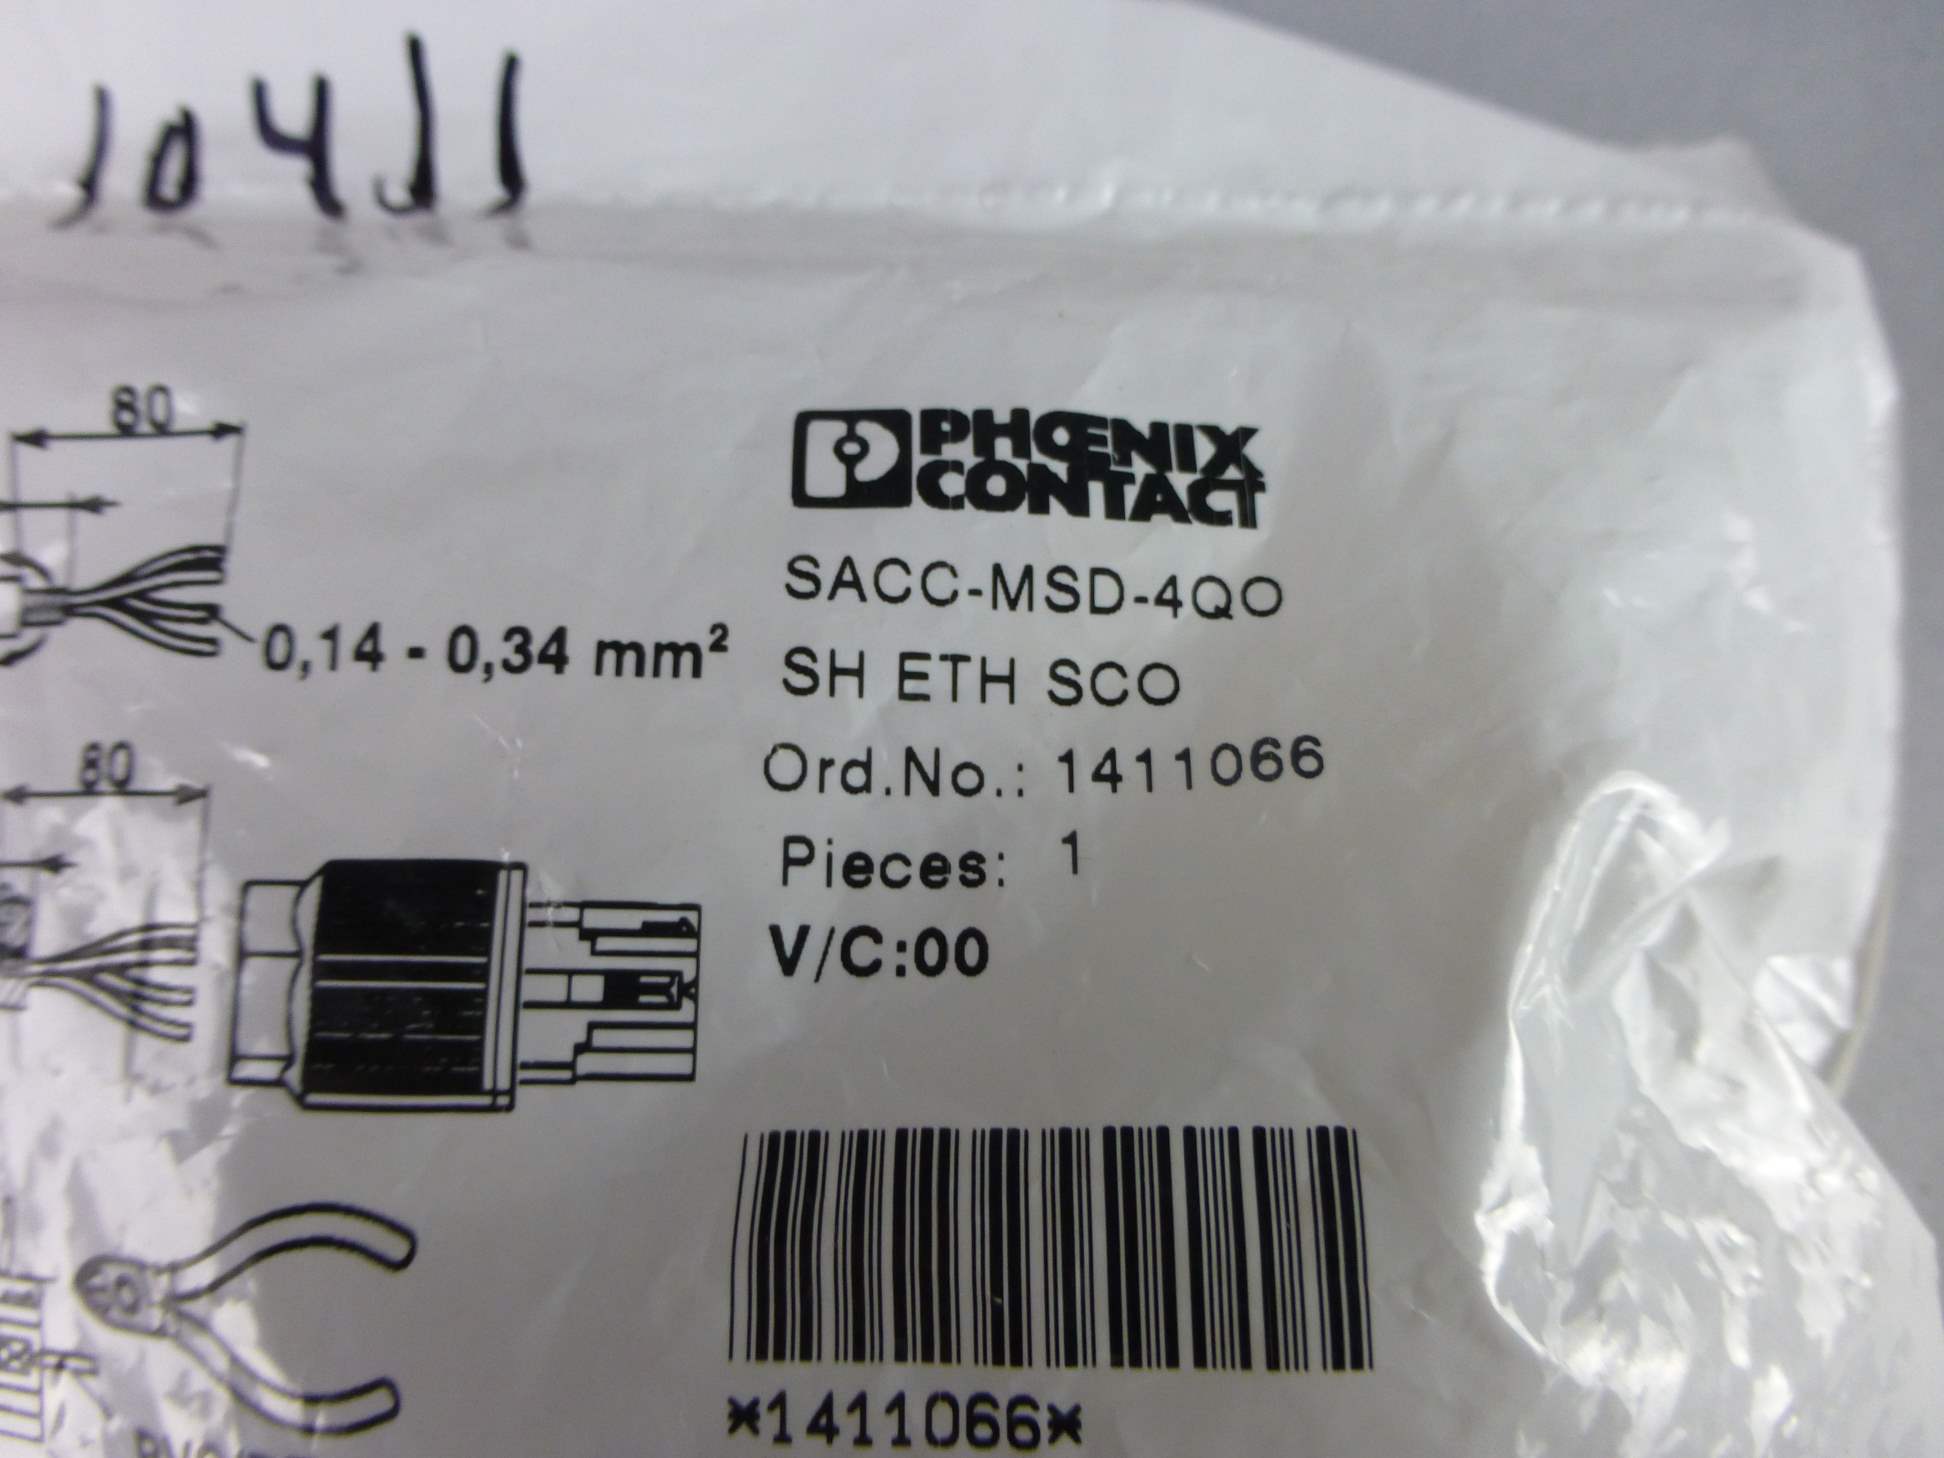 10411
80
PHOENIX
CONTACT
SACC-MSD-4QO
0,14 - 0,34 mm²
SH ETH SCO
Ord.No.: 1411066
80
Pieces: 1
V/C:00
*1411066*